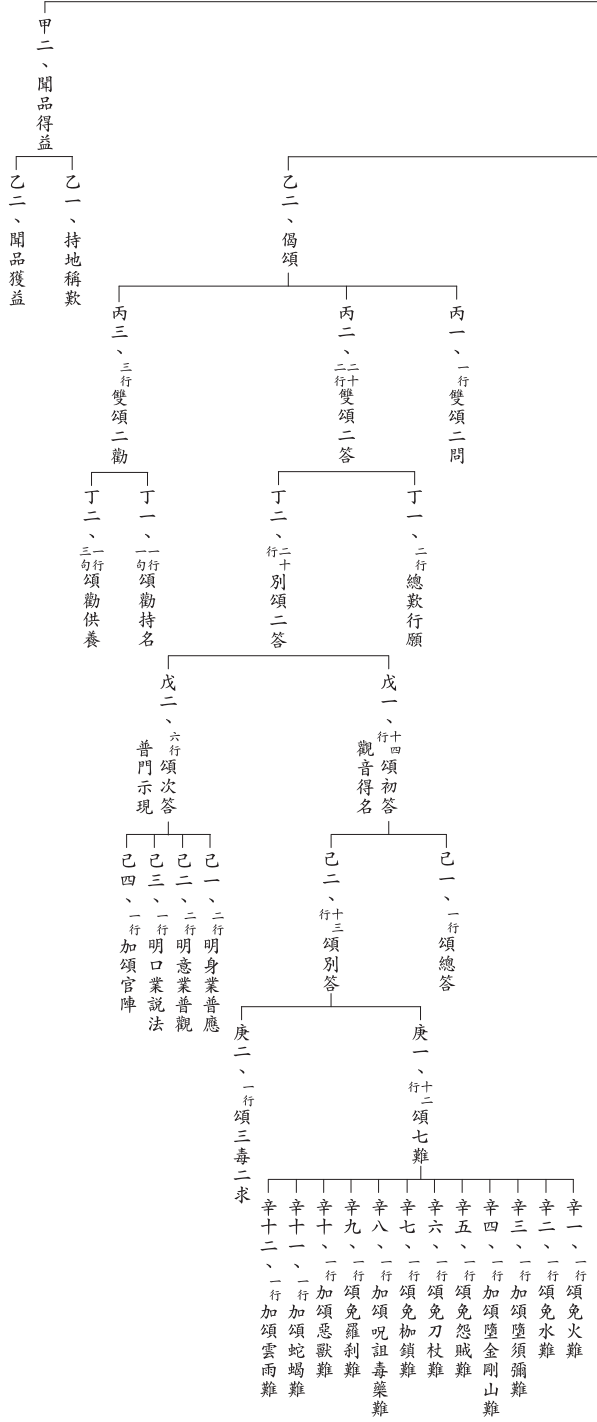 甲二、聞品得益
乙二、偈頌
乙一、持地稱歎
乙二、聞品獲益
丙一、一行雙頌二問
丙二、二十二行雙頌二答
丙三、三行雙頌二勸
丁一、二行總歎行願
丁二、二十行別頌二答
丁一、一行一句頌勸持名
丁二、一行三句頌勸供養
戊一、十四行頌初答觀音得名
戊二、六行頌次答普門示現
己一、一行頌總答
己二、十三行頌別答
己一、二行明身業普應
己二、二行明意業普觀
己三、一行明口業說法
己四、一行加頌官陣
庚一、十二行頌七難
庚二、一行頌三毒二求
辛一、一行頌免火難
辛二、一行頌免水難
辛三、一行加頌墮須彌難
辛四、一行加頌墮金剛山難
辛五、一行頌免怨賊難
辛六、一行頌免刀杖難
辛七、一行頌免枷鎖難
辛八、一行加頌呪詛毒藥難
辛九、一行頌免羅剎難
辛十、一行加頌惡獸難
辛十一、一行加頌蛇蝎難
辛十二、一行加頌雲雨難